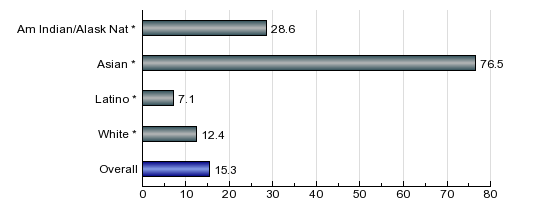 Am Indian/Alask Nat * 28.6
Asian * 76.5
Latino * 7.1
White * 12.4
Overall 15.3
0 10 20 30 40 50 60 70 80